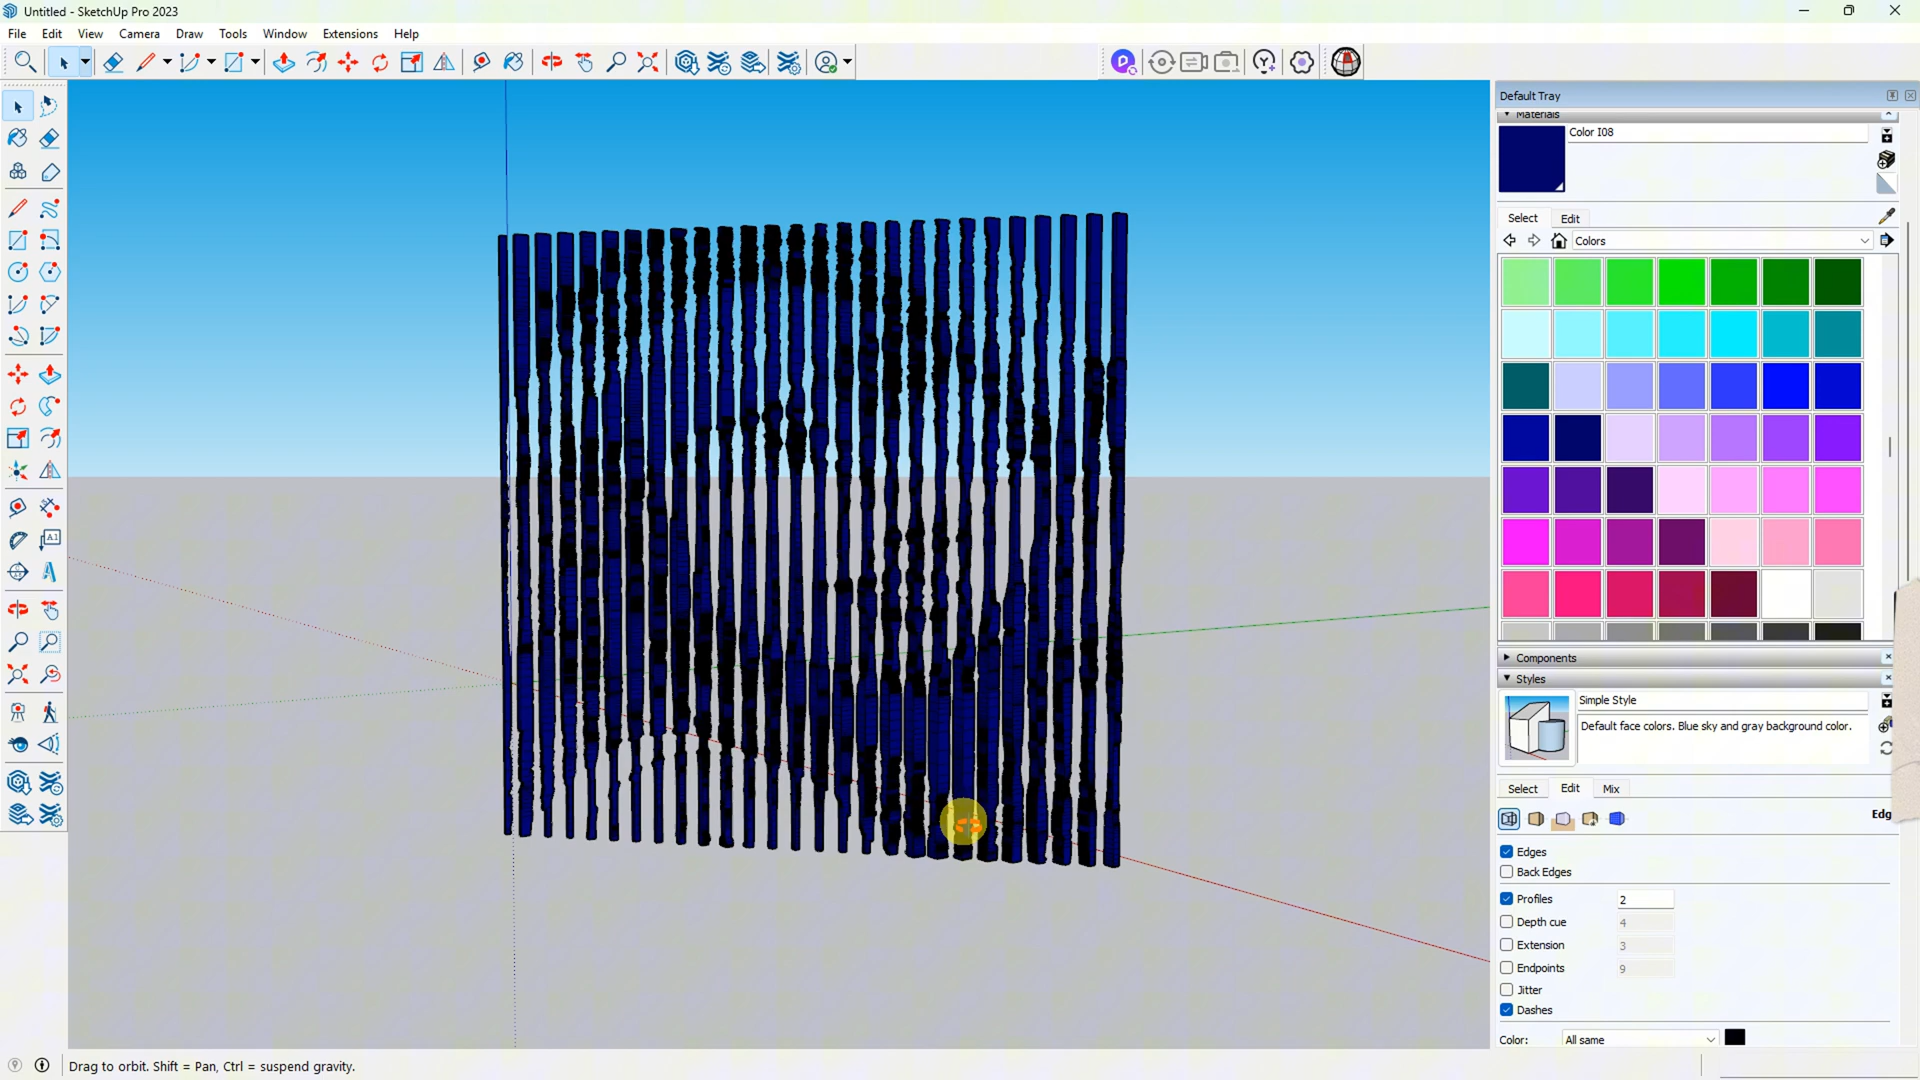 Untitled - SketchUp Pro 2023
File Edit View Camera Draw Tools Window Extensions Help
Default Tray
Materials
Color I08
Select Edit
Colors
Components
Styles
Simple Style
Default face colors. Blue sky and gray background color.
Select Edit Mix
Edg
Edges
Back Edges
Profiles 2
Depth cue 4
Extension 3
Endpoints 9
Jitter
Dashes
Color: All same
Drag to orbit. Shift = Pan, Ctrl = suspend gravity.